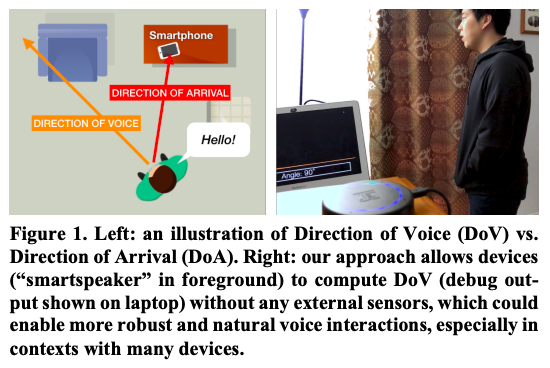 Smartphone
DIRECTION OF ARRIVAL
DIRECTION OF VOICE
Hello!
Angle: 90°
Figure 1. Left: an illustration of Direction of Voice (DoV) vs.
Direction of Arrival (DoA). Right: our approach allows devices
(“smartspeaker” in foreground) to compute DoV (debug out-
put shown on laptop) without any external sensors, which could
enable more robust and natural voice interactions, especially in
contexts with many devices.